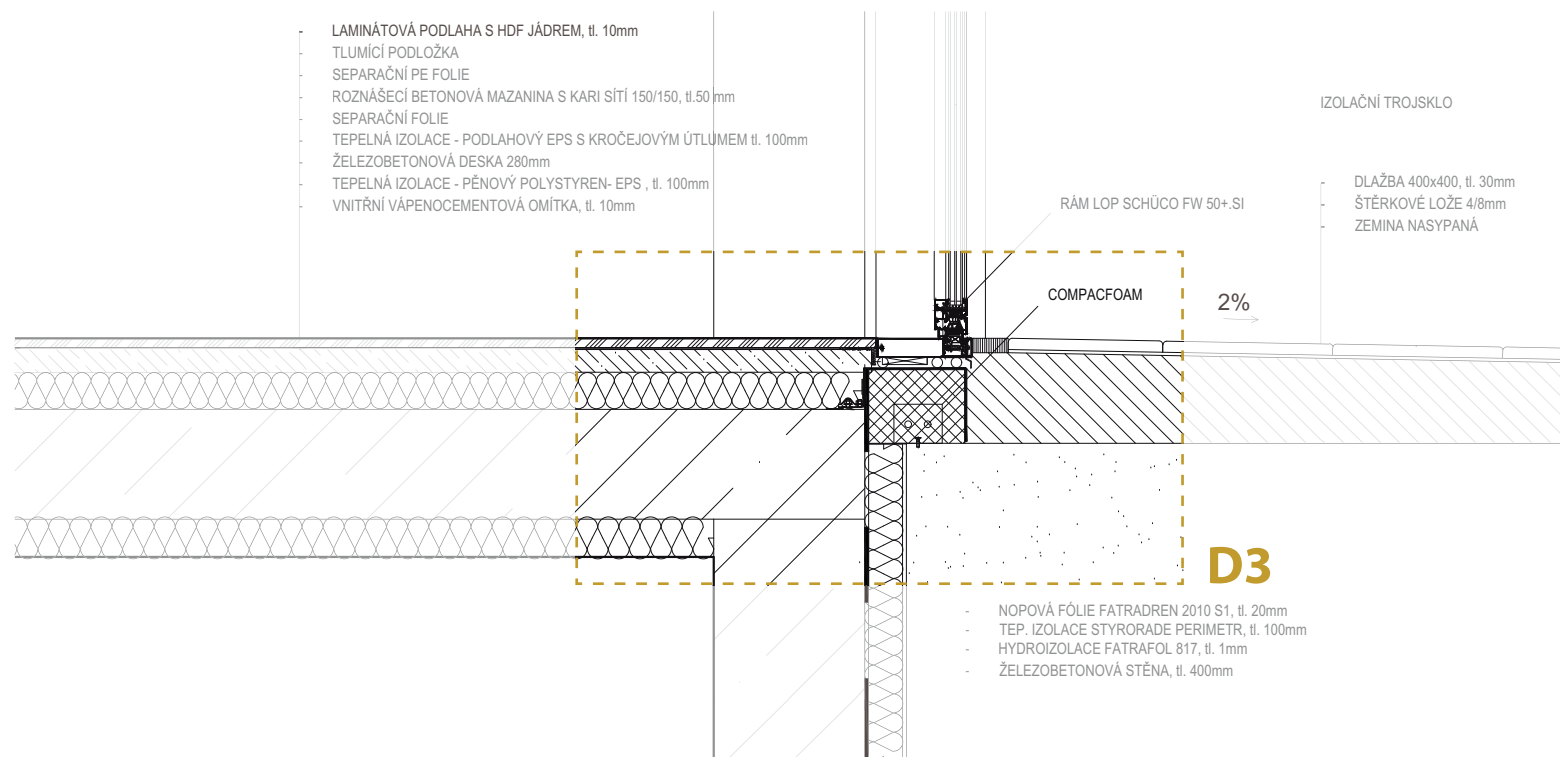 - LAMINÁTOVÁ PODLAHA S HDF JÁDREM, tl. 10mm
- TLUMÍCÍ PODLOŽKA
- SEPARAČNÍ PE FOLIE
- ROZNÁŠECÍ BETONOVÁ MAZANINA S KARI SÍTÍ 150/150, tl.50 mm
- SEPARAČNÍ FOLIE
- TEPELNÁ IZOLACE - PODLAHOVÝ EPS S KROČEJOVÝM ÚTLUMEM tl. 100mm
- ŽELEZOBETONOVÁ DESKA 280mm
- TEPELNÁ IZOLACE - PĚNOVÝ POLYSTYREN- EPS , tl. 100mm
- VNITŘNÍ VÁPENOCEMENTOVÁ OMÍTKA, tl. 10mm
IZOLAČNÍ TROJSKLO
- DLAŽBA 400x400, tl. 30mm
- ŠTĚRKOVÉ LOŽE 4/8mm
- ZEMINA NASYPANÁ
RÁM LOP SCHÜCO FW 50+.SI
COMPACFOAM
2%
D3
- NOPOVÁ FÓLIE FATRADREN 2010 S1, tl. 20mm
- TEP. IZOLACE STYRORADE PERIMETR, tl. 100mm
- HYDROIZOLACE FATRAFOL 817, tl. 1mm
- ŽELEZOBETONOVÁ STĚNA, tl. 400mm